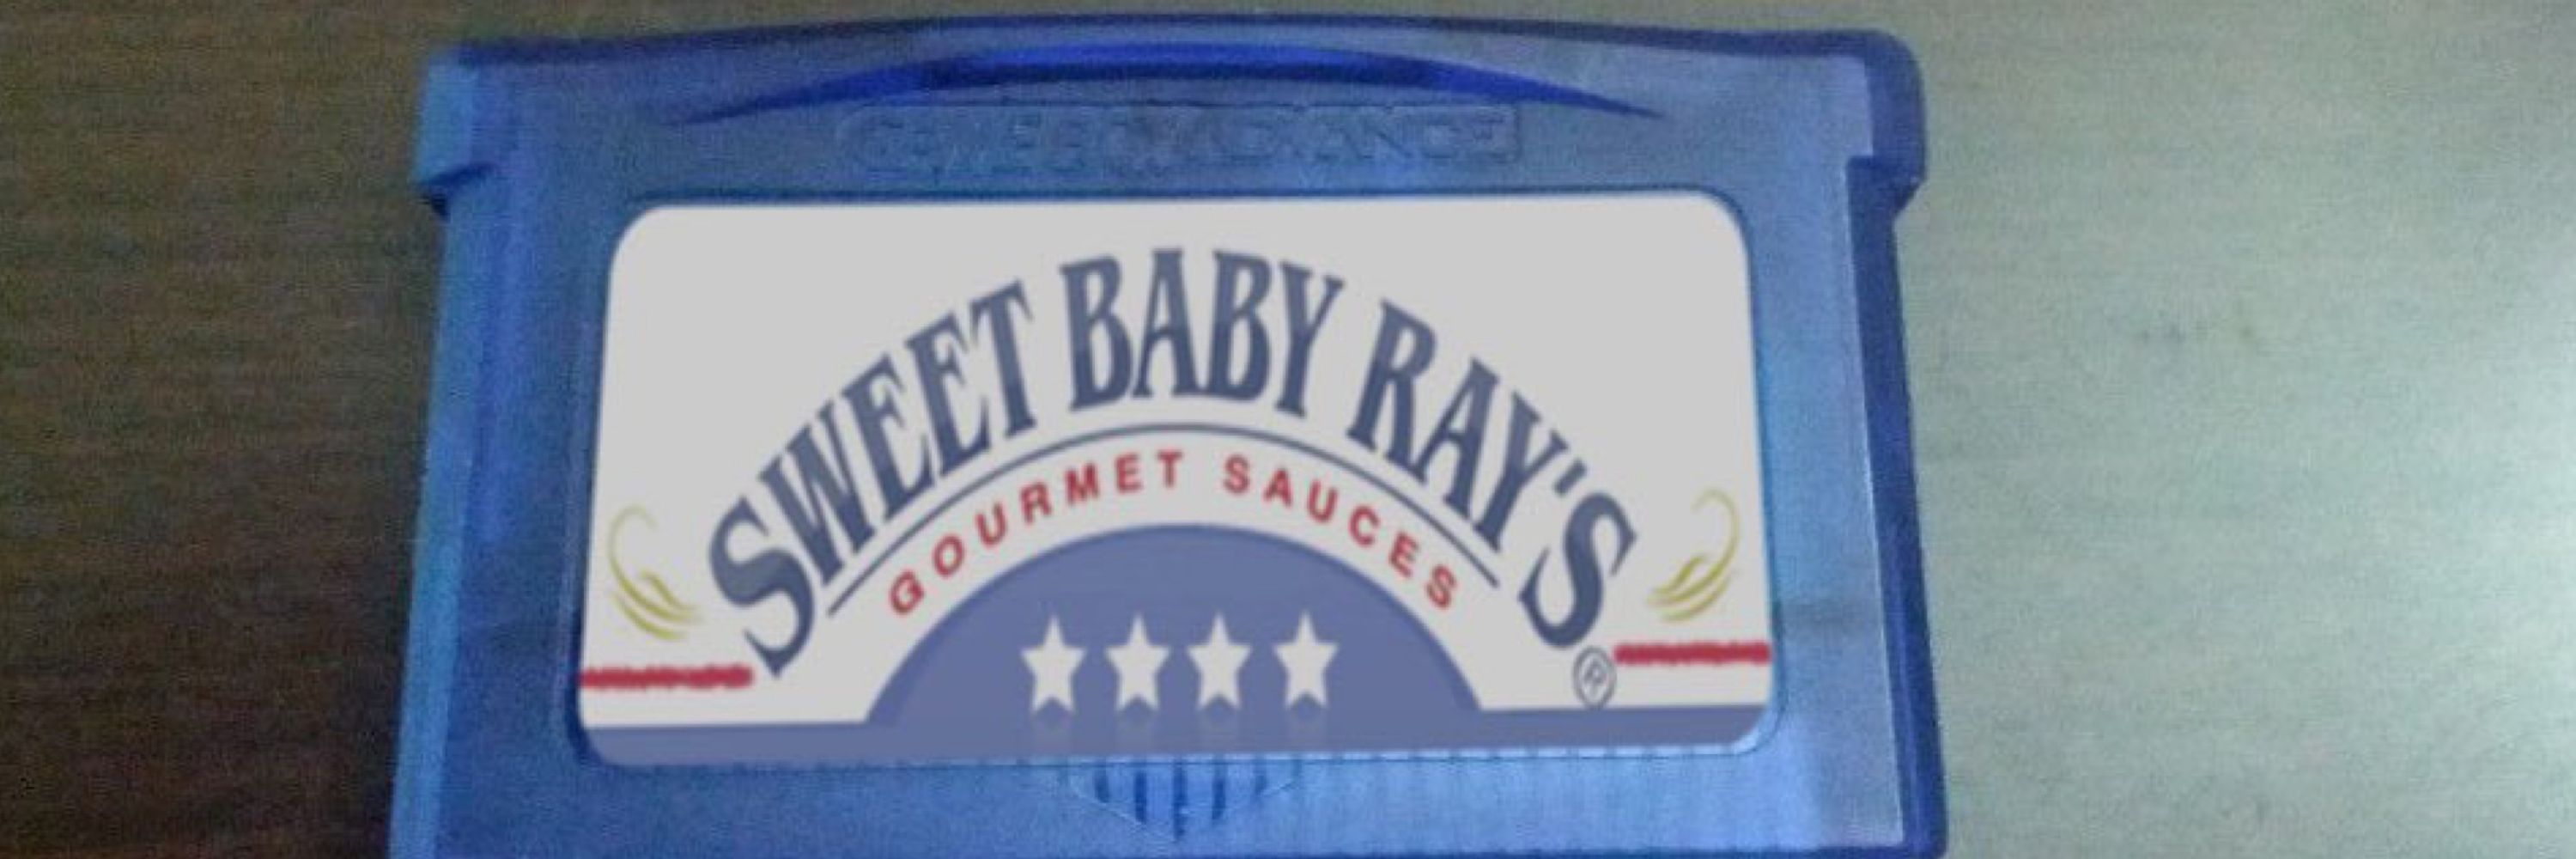 GAME BOY ADVANCE
SWEET BABY RAY'S
®
GOURMET SAUCES